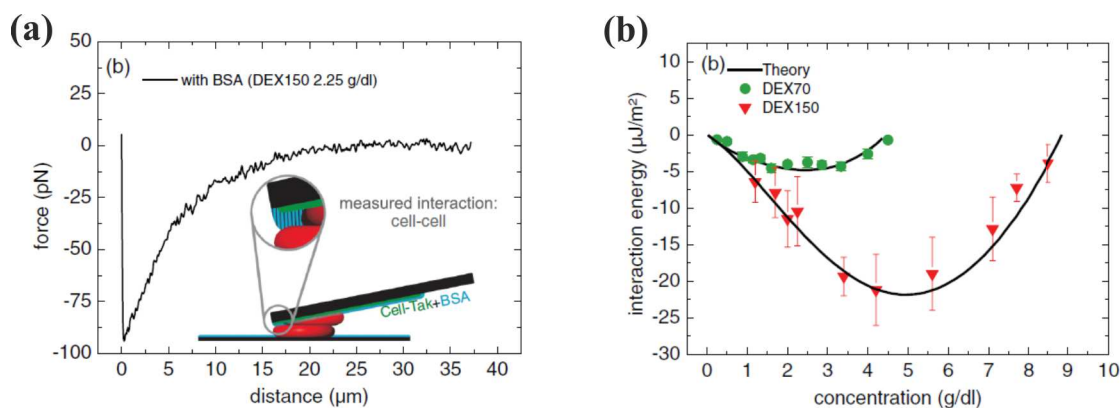 (a)
50
25
0
-25
-50
-75
-100
force (pN)
(b)
with BSA (DEX150 2.25 g/dl)
measured interaction:
cell-cell
Cell-Tak+BSA
0 5 10 15 20 25 30 35 40
distance (µm)
(b)
10
5
0
-5
-10
-15
-20
-25
-30
interaction energy (µJ/m²)
(b)
Theory
DEX70
DEX150
0 1 2 3 4 5 6 7 8 9 10
concentration (g/dl)